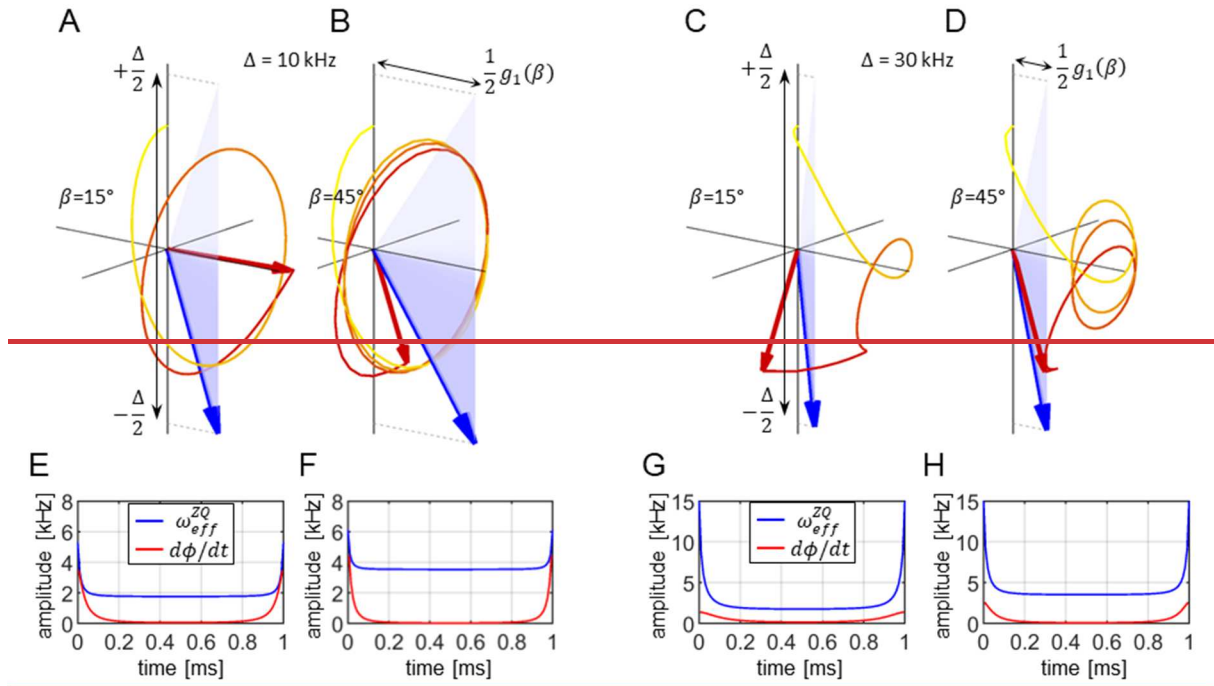 A
B
C
D
+Δ/2
Δ = 10 kHz
1/2 g₁(β)
+Δ/2
Δ = 30 kHz
1/2 g₁(β)
β=15°
β=45°
β=15°
β=45°
−Δ/2
−Δ/2
E
F
G
H
amplitude [kHz]
8
6
4
2
0
ω_eff^ZQ
dϕ/dt
0 0.2 0.4 0.6 0.8 1
time [ms]
amplitude [kHz]
8
6
4
2
0
0 0.2 0.4 0.6 0.8 1
time [ms]
amplitude [kHz]
15
10
5
0
ω_eff^ZQ
dϕ/dt
0 0.2 0.4 0.6 0.8 1
time [ms]
amplitude [kHz]
15
10
5
0
0 0.2 0.4 0.6 0.8 1
time [ms]